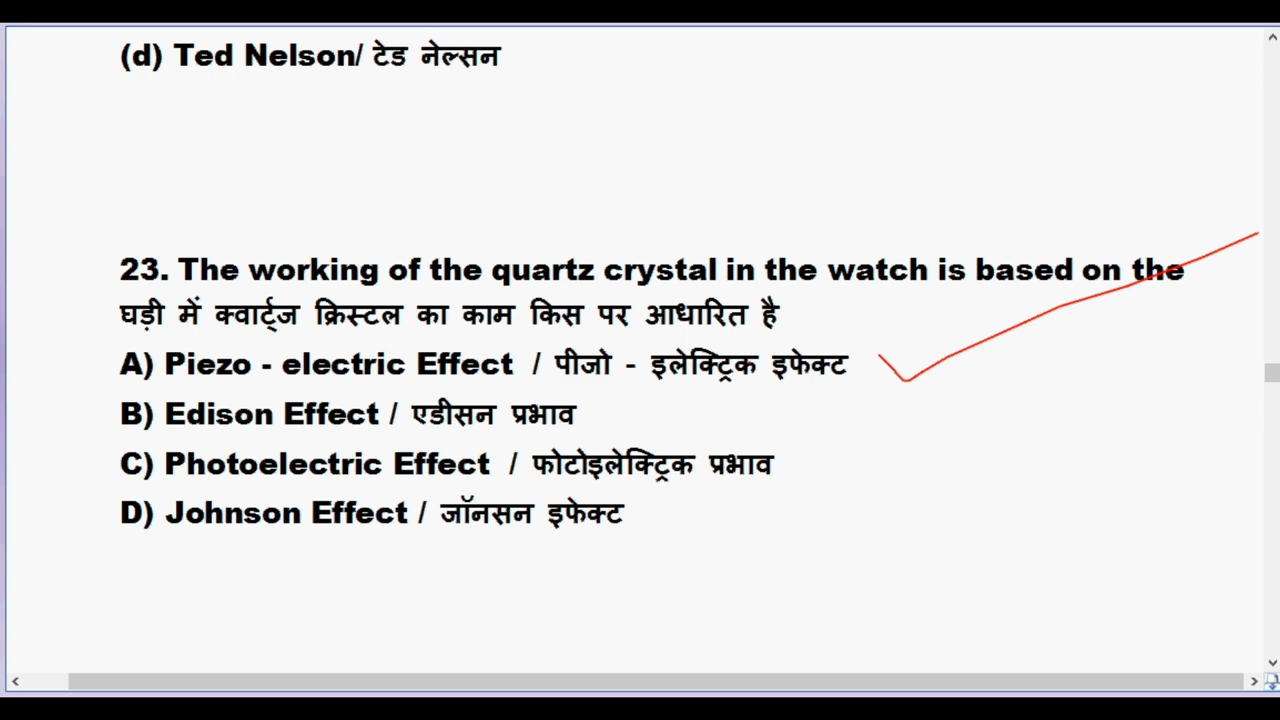 (d) Ted Nelson/ टेड नेल्सन
23. The working of the quartz crystal in the watch is based on the
घड़ी में क्वार्ट्ज क्रिस्टल का काम किस पर आधारित है
A) Piezo - electric Effect / पीजो - इलेक्ट्रिक इफेक्ट
B) Edison Effect / एडीसन प्रभाव
C) Photoelectric Effect / फोटोइलेक्ट्रिक प्रभाव
D) Johnson Effect / जॉनसन इफेक्ट